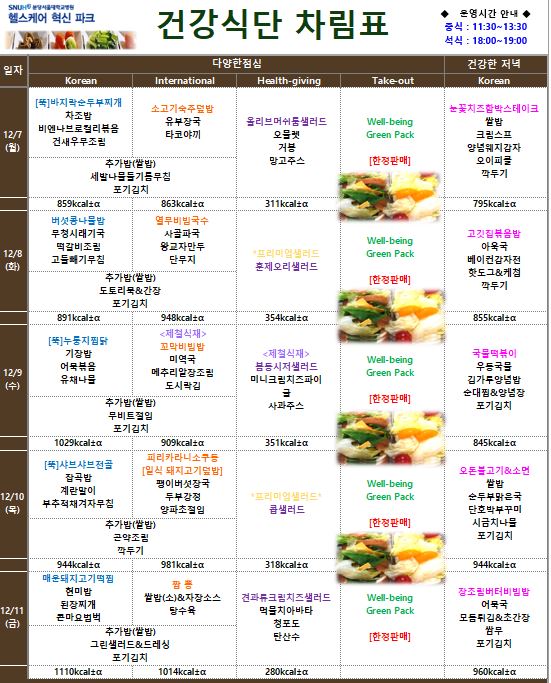 SNUH 분당서울대학교병원
헬스케어 혁신 파크
건강식단 차림표
◆ 운영시간 안내 ◆
중식 : 11:30~13:30
석식 : 18:00~19:00
일자
다양한점심
건강한 저녁
Korean
International
Health-giving
Take-out
Korean
12/7
(월)
[뚝]바지락순두부찌개
차조밥
비엔나브로컬리볶음
건새우무조림
소고기숙주덮밥
유부장국
타코야끼
추가밥(쌀밥)
세발나물들기름무침
포기김치
올리브머쉬룸샐러드
오믈렛
거봉
망고주스
Well-being
Green Pack
[한정판매]
눈꽃치즈함박스테이크
쌀밥
크림스프
양념웨지감자
오이피클
깍두기
859kcal±α
863kcal±α
311kcal±α
795kcal±α
12/8
(화)
버섯콩나물밥
무청시래기국
떡갈비조림
고들빼기무침
열무비빔국수
사골파국
왕교자만두
단무지
추가밥(쌀밥)
도토리묵&간장
포기김치
*프리미엄샐러드
훈제오리샐러드
Well-being
Green Pack
[한정판매]
고깃집볶음밥
아욱국
베이컨감자전
핫도그&케첩
깍두기
891kcal±α
948kcal±α
354kcal±α
855kcal±α
12/9
(수)
[뚝]누룽지찜닭
기장밥
어묵볶음
유채나물
<제철식재>
꼬막비빔밥
미역국
메추리알장조림
도시락김
추가밥(쌀밥)
무비트절임
포기김치
<제철식재>
봄동시저샐러드
미니크림치즈파이
귤
사과주스
Well-being
Green Pack
[한정판매]
국물떡볶이
우동국물
김가루양념밥
순대찜&양념장
포기김치
1029kcal±α
909kcal±α
351kcal±α
845kcal±α
12/10
(목)
[뚝]샤브샤브전골
잡곡밥
계란말이
부추적채겨자무침
피리카라니소쿠동
[일식 돼지고기덮밥]
팽이버섯장국
두부강정
양파초절임
추가밥(쌀밥)
곤약조림
깍두기
*프리미엄샐러드*
콥샐러드
Well-being
Green Pack
[한정판매]
오돈불고기&소면
쌀밥
순두부맑은국
단호박부꾸미
시금치나물
포기김치
944kcal±α
981kcal±α
318kcal±α
944kcal±α
12/11
(금)
매운돼지고기떡찜
현미밥
된장찌개
콘마요범벅
짬 뽕
쌀밥(소)&자장소스
탕수육
추가밥(쌀밥)
그린샐러드&드레싱
포기김치
견과류크림치즈샐러드
먹물치아바타
청포도
탄산수
Well-being
Green Pack
[한정판매]
장조림버터비빔밥
어묵국
모듬튀김&초간장
쌈무
포기김치
1110kcal±α
1014kcal±α
280kcal±α
960kcal±α